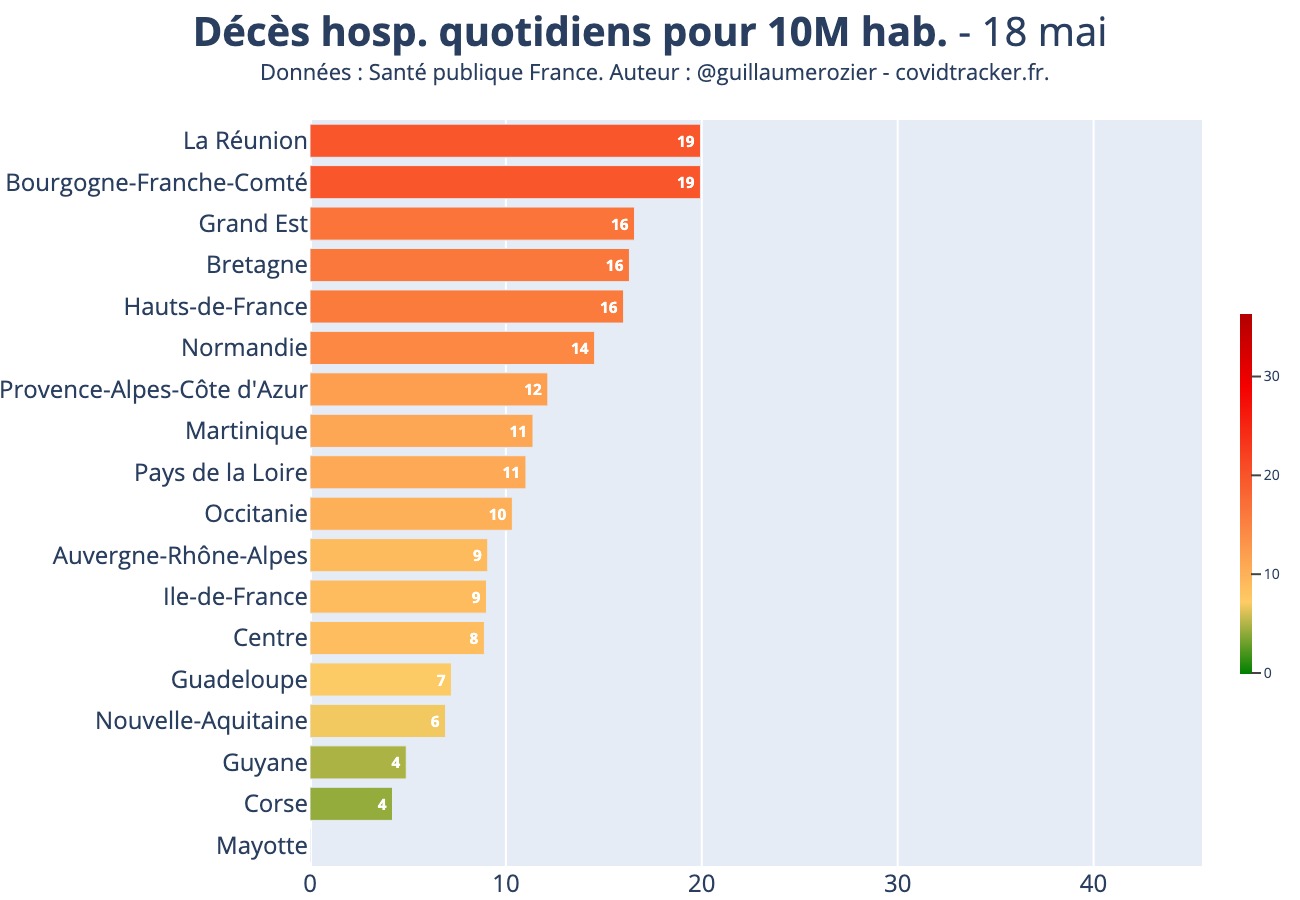 Décès hosp. quotidiens pour 10M hab. - 18 mai
Données : Santé publique France. Auteur : @guillaumerozier - covidtracker.fr.
La Réunion 19
Bourgogne-Franche-Comté 19
Grand Est 16
Bretagne 16
Hauts-de-France 16
Normandie 14
Provence-Alpes-Côte d'Azur 12
Martinique 11
Pays de la Loire 11
Occitanie 10
Auvergne-Rhône-Alpes 9
Ile-de-France 9
Centre 8
Guadeloupe 7
Nouvelle-Aquitaine 6
Guyane 4
Corse 4
Mayotte
0 10 20 30 40
30
20
10
0